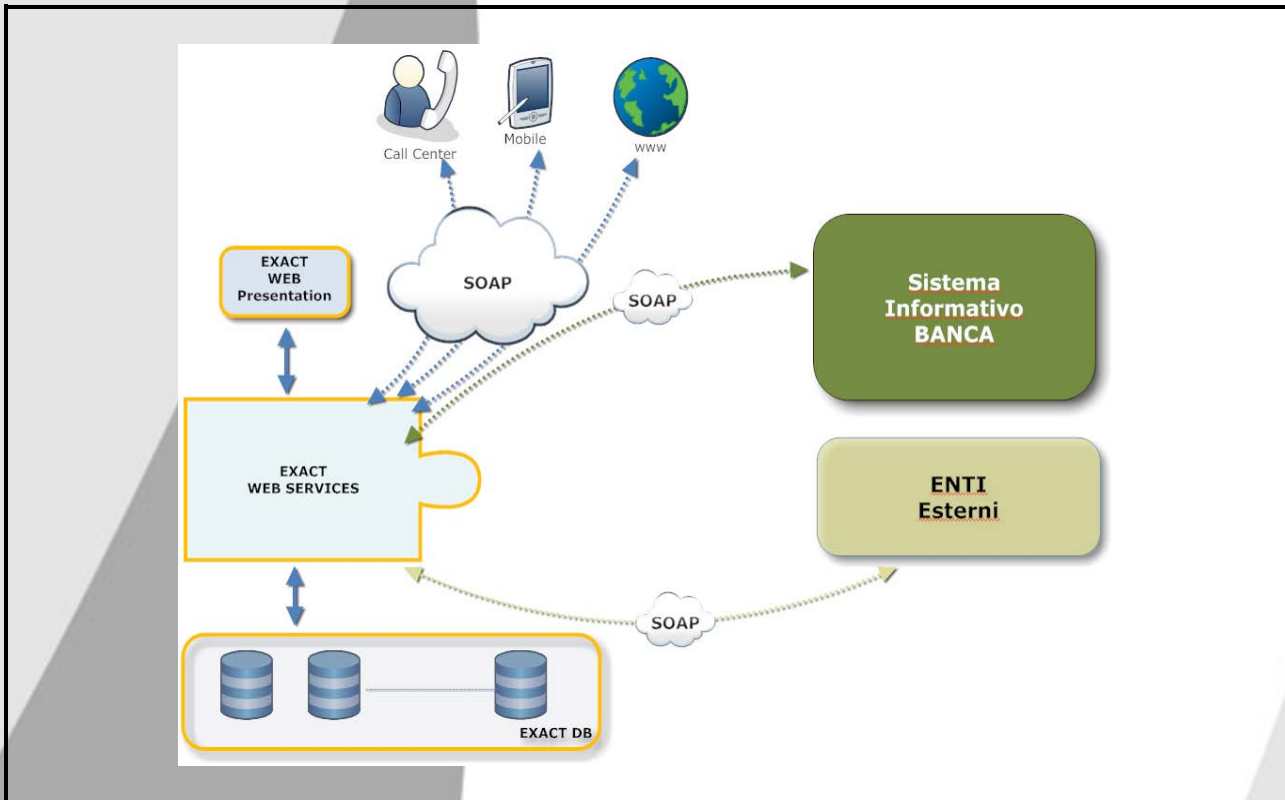 Call Center
Mobile
www
EXACT
WEB
Presentation
SOAP
SOAP
Sistema
Informativo
BANCA
EXACT
WEB SERVICES
ENTI
Esterni
SOAP
EXACT DB